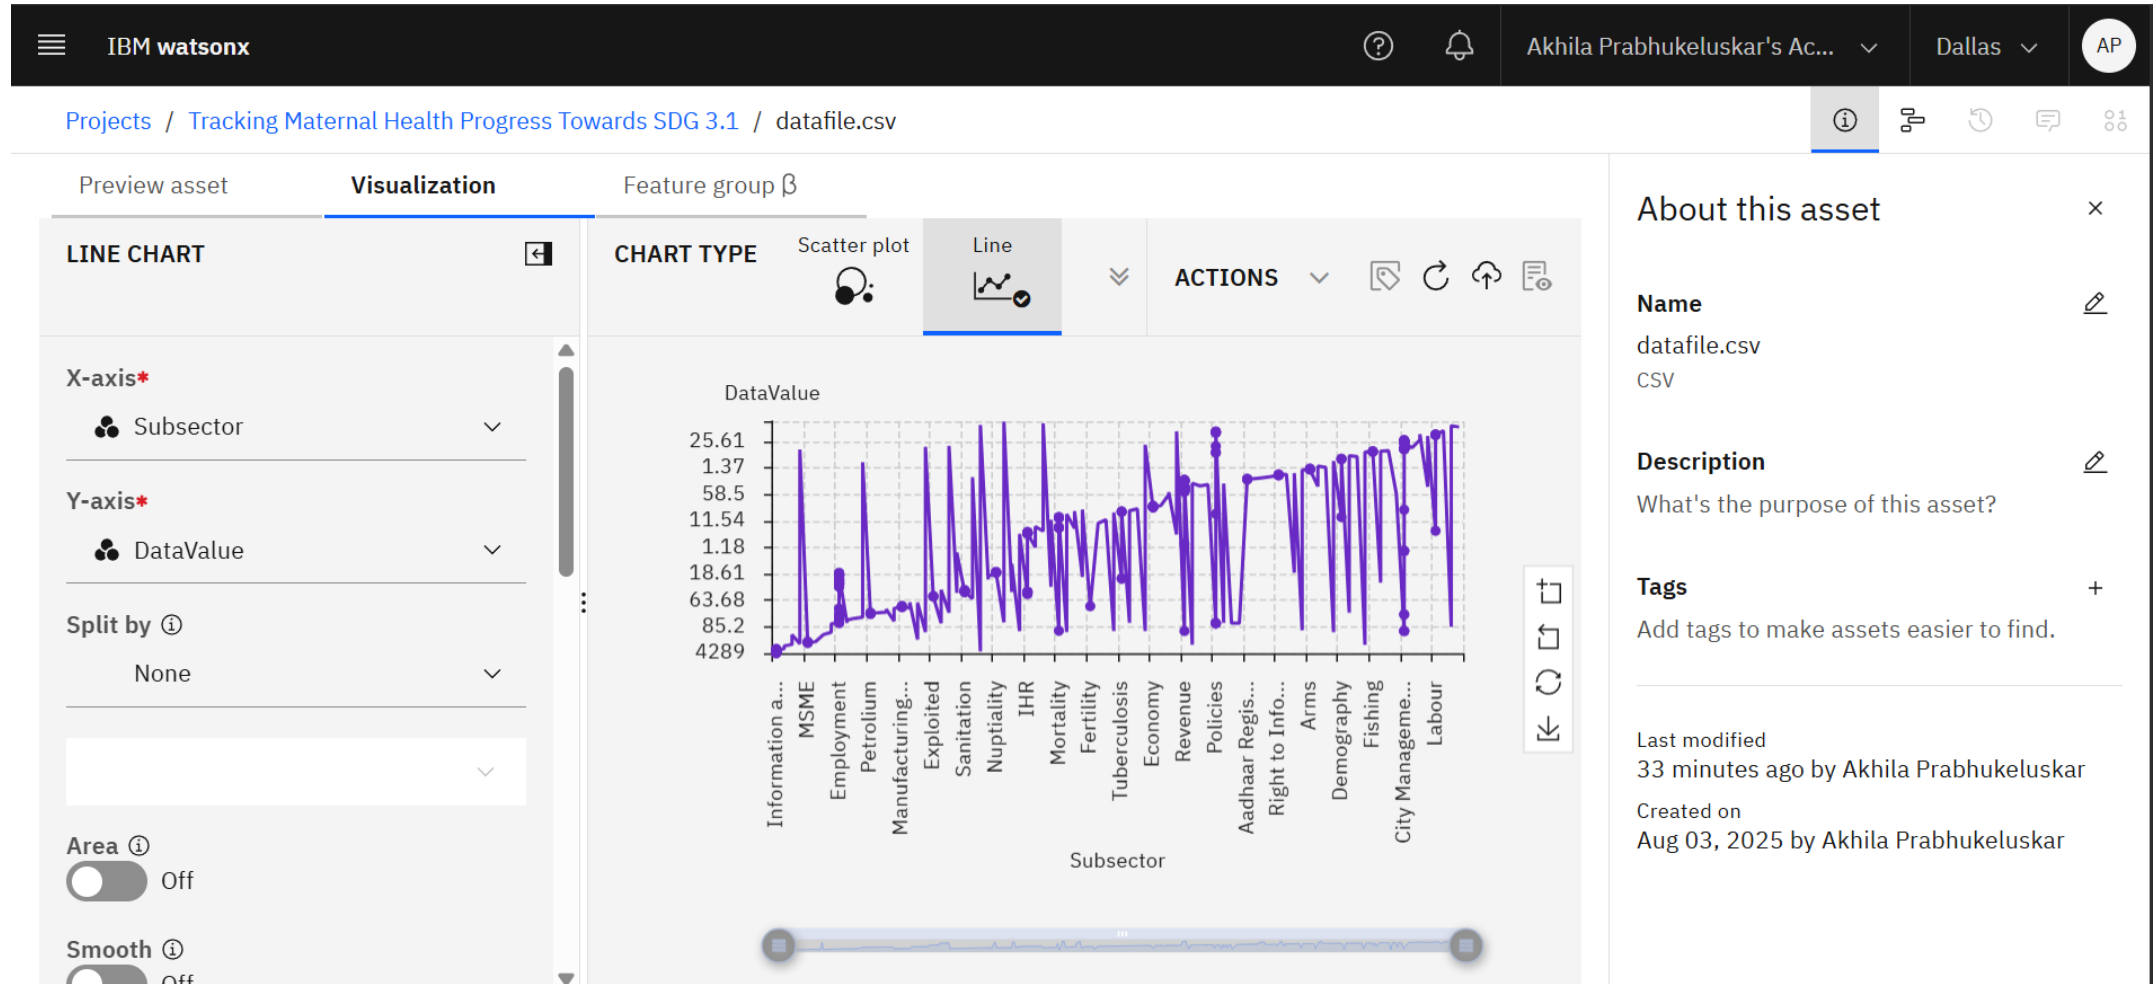 IBM watsonx
Akhila Prabhukeluskar's Ac...
Dallas
AP
Projects / Tracking Maternal Health Progress Towards SDG 3.1 / datafile.csv
Preview asset
Visualization
Feature group β
LINE CHART
X-axis*
Subsector
Y-axis*
DataValue
Split by
None
Area
Off
Smooth
Off
CHART TYPE
Scatter plot
Line
ACTIONS
DataValue
25.61
1.37
58.5
11.54
1.18
18.61
63.68
85.2
4289
Information a...
MSME
Employment
Petrolium
Manufacturing...
Exploited
Sanitation
Nuptiality
IHR
Mortality
Fertility
Tuberculosis
Economy
Revenue
Policies
Aadhaar Regis...
Right to Info...
Arms
Demography
Fishing
City Manageme...
Labour
Subsector
About this asset
Name
datafile.csv
CSV
Description
What's the purpose of this asset?
Tags
Add tags to make assets easier to find.
Last modified
33 minutes ago by Akhila Prabhukeluskar
Created on
Aug 03, 2025 by Akhila Prabhukeluskar